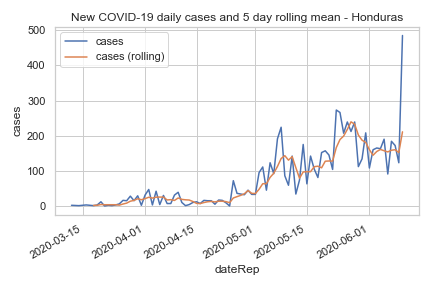 New COVID-19 daily cases and 5 day rolling mean - Honduras
cases
cases (rolling)
500
400
300
200
100
0
cases
2020-03-15
2020-04-01
2020-04-15
2020-05-01
2020-05-15
2020-06-01
dateRep